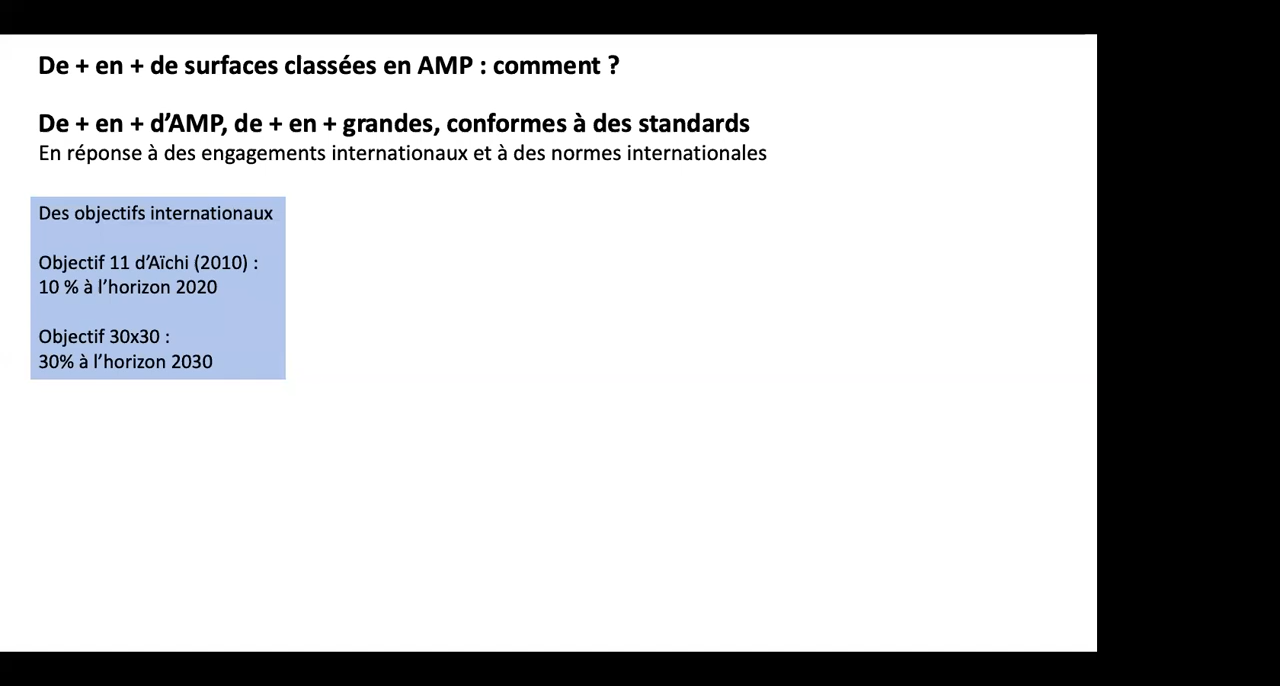 De + en + de surfaces classées en AMP : comment ?
De + en + d’AMP, de + en + grandes, conformes à des standards
En réponse à des engagements internationaux et à des normes internationales
Des objectifs internationaux
Objectif 11 d’Aïchi (2010) :
10 % à l’horizon 2020
Objectif 30x30 :
30% à l’horizon 2030